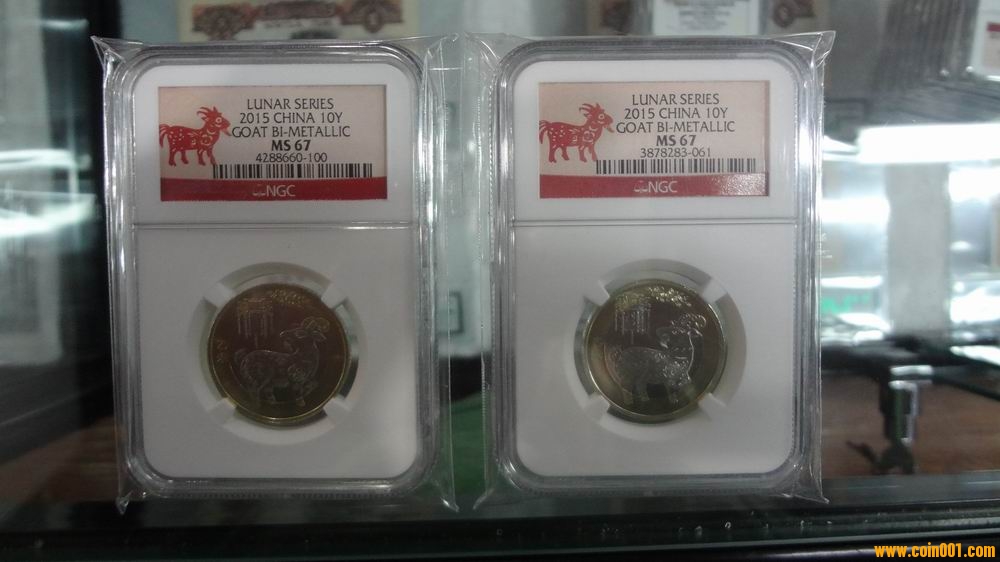 LUNAR SERIES
2015 CHINA 10Y
GOAT BI-METALLIC
MS 67
4288660-100
NGC
LUNAR SERIES
2015 CHINA 10Y
GOAT BI-METALLIC
MS 67
3878283-061
NGC
www.coin001.com